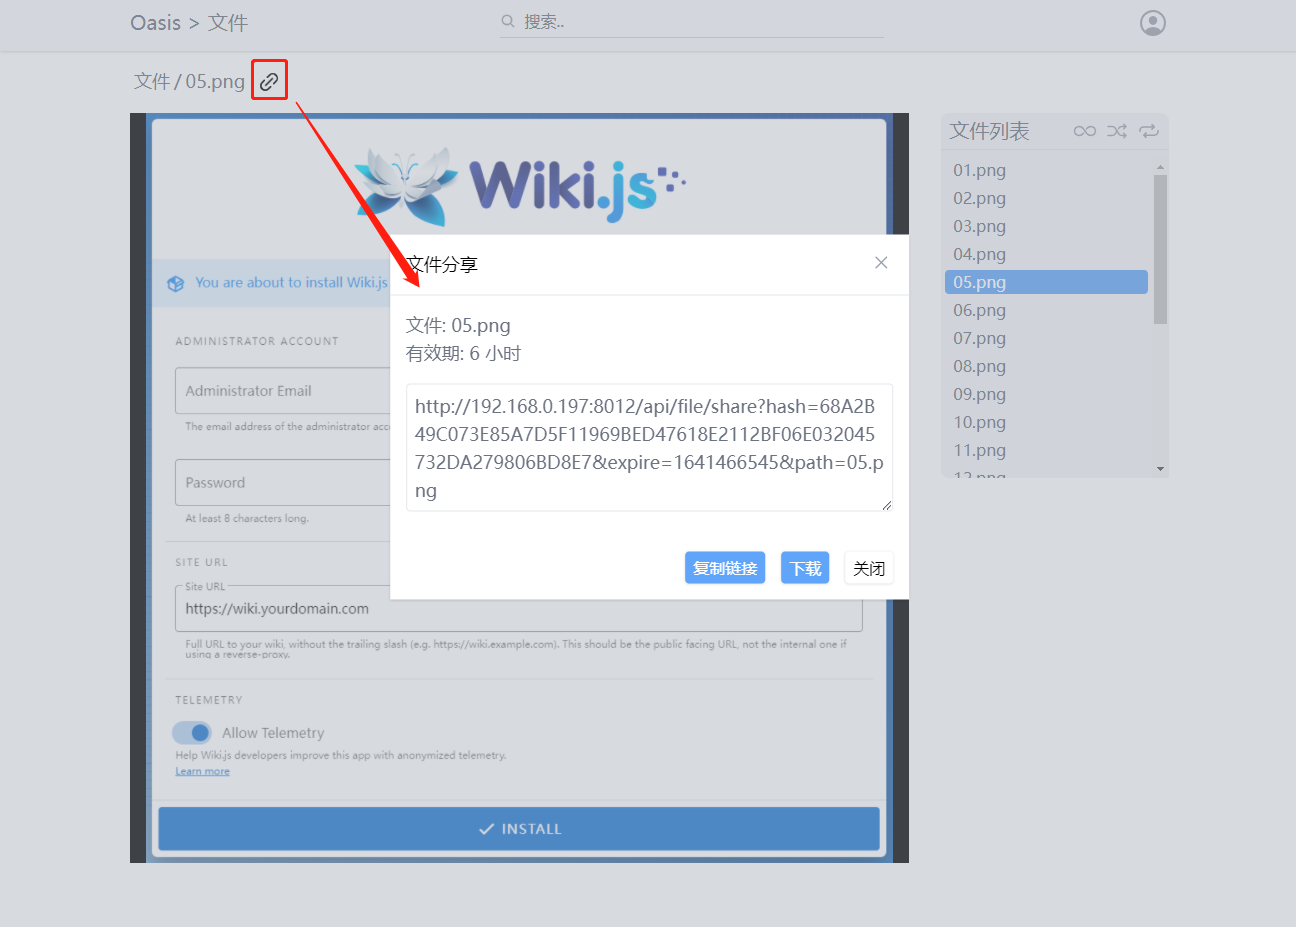 Oasis > 文件
搜索..
文件 / 05.png
Wiki.js
You are about to install Wiki.js
ADMINISTRATOR ACCOUNT
Administrator Email
The email address of the administrator
Password
At least 8 characters long.
SITE URL
Site URL
https://wiki.yourdomain.com
Full URL to your wiki, without the trailing slash (e.g. https://wiki.example.com). This should be the public facing URL, not the internal one if
using a reverse-proxy.
TELEMETRY
Allow Telemetry
Help Wiki.js developers improve this app with anonymized telemetry.
Learn more
INSTALL
文件分享
文件: 05.png
有效期: 6 小时
http://192.168.0.197:8012/api/file/share?hash=68A2B
49C073E85A7D5F11969BED47618E2112BF06E032045
732DA279806BD8E7&expire=1641466545&path=05.p
ng
复制链接
下载
关闭
文件列表
01.png
02.png
03.png
04.png
05.png
06.png
07.png
08.png
09.png
10.png
11.png
12.png